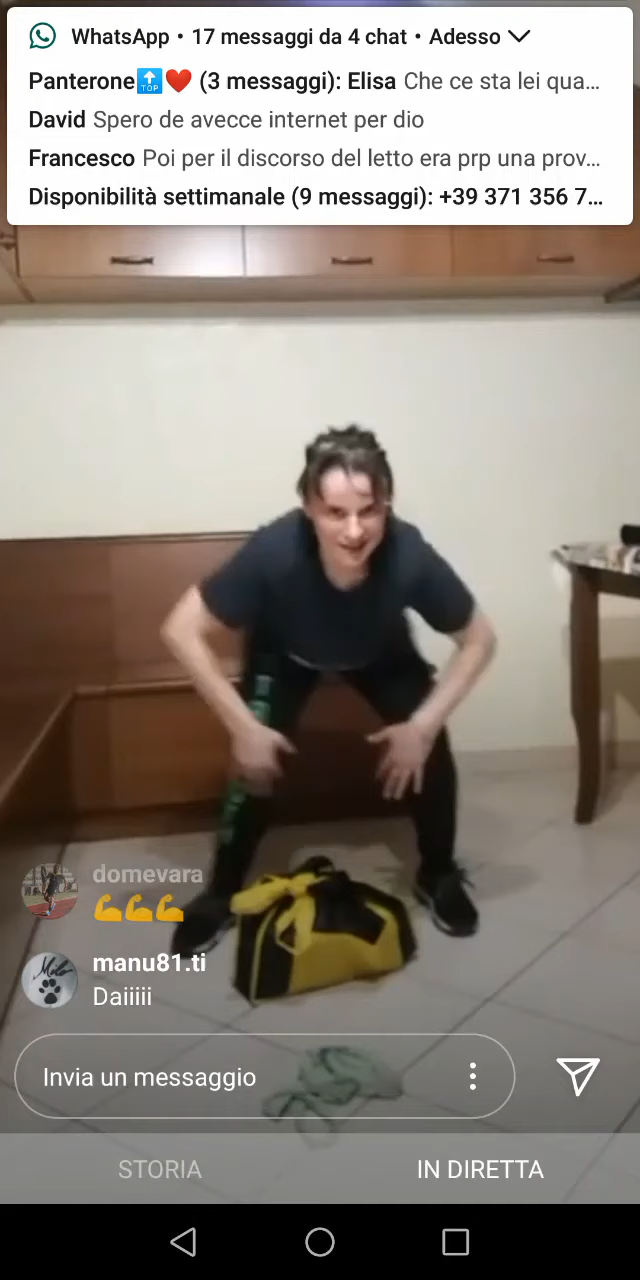 WhatsApp • 17 messaggi da 4 chat • Adesso
Panterone🔝❤️ (3 messaggi): Elisa Che ce sta lei qua...
David Spero de avecce internet per dio
Francesco Poi per il discorso del letto era prp una prov...
Disponibilità settimanale (9 messaggi): +39 371 356 7...
domevara
💪💪💪
manu81.ti
Daiiiii
Invia un messaggio
STORIA IN DIRETTA